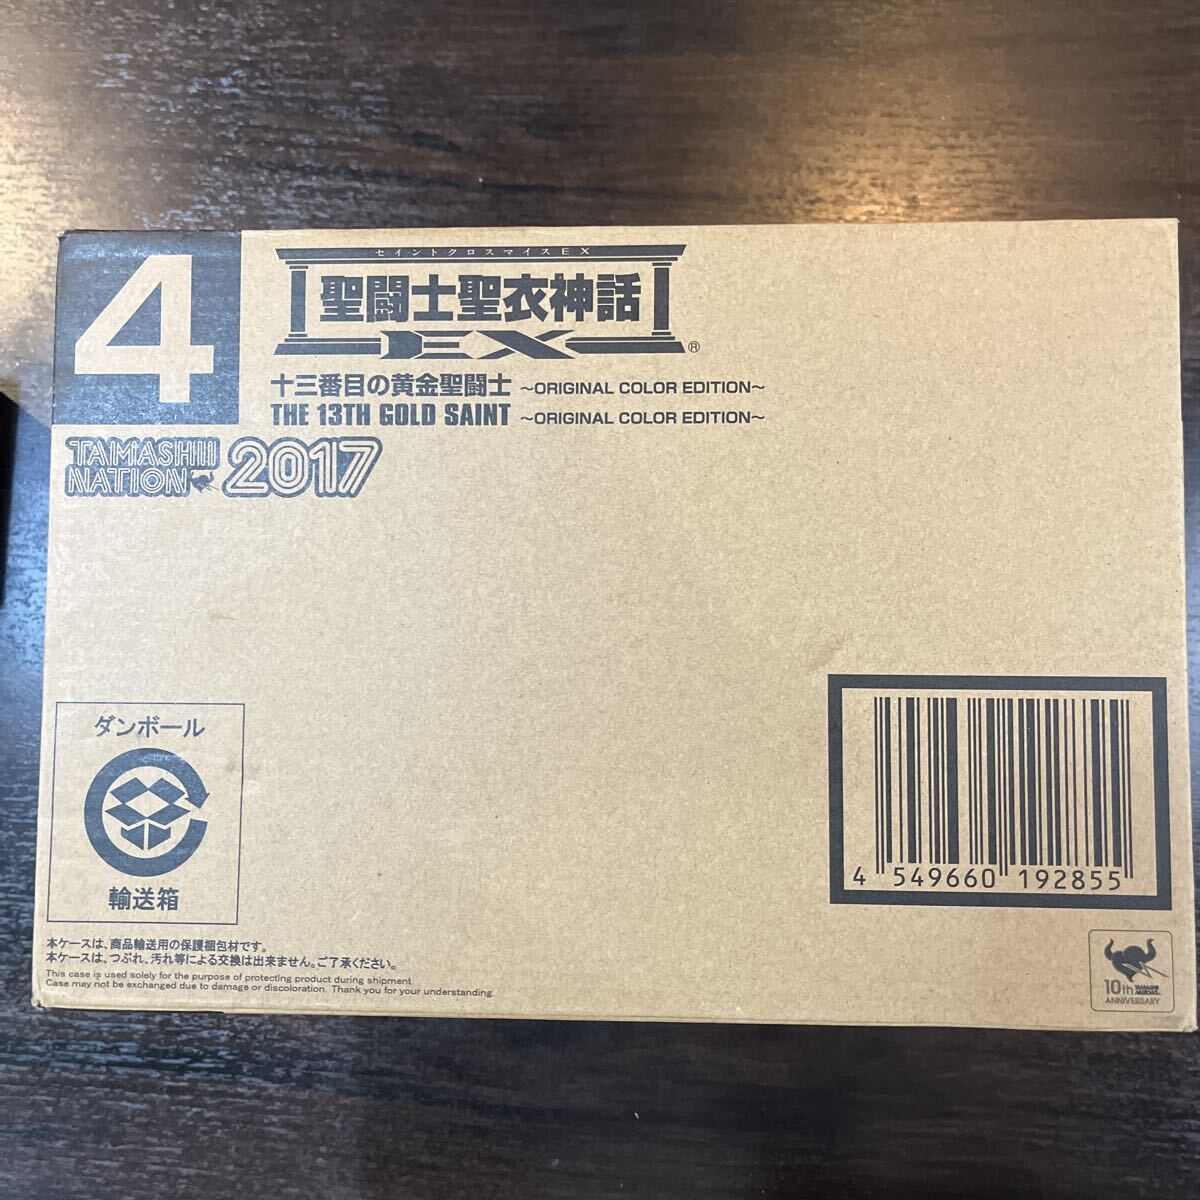 4
セイントクロスマイスEX
聖闘士聖衣神話
EX®
十三番目の黄金聖闘士 ~ORIGINAL COLOR EDITION~
THE 13TH GOLD SAINT ~ORIGINAL COLOR EDITION~
TAMASHII
NATION 2017
ダンボール
輸送箱
本ケースは、商品輸送用の保護梱包材です。
本ケースは、つぶれ、汚れ等による交換は出来ません。ご了承ください。
This case is used solely for the purpose of protecting product during shipment.
Case may not be exchanged due to damage or discoloration. Thank you for your understanding.
4 549660 192855
10th TAMASHII NATIONS
ANNIVERSARY